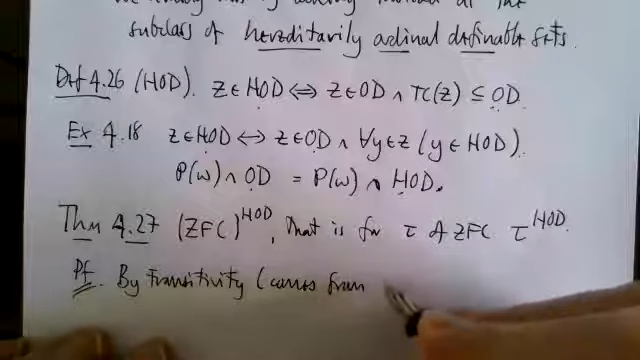 subclass of hereditarily ordinal definable sets.
Def 4.26 (HOD). z ∈ HOD ⟺ z ∈ OD ∧ TC(z) ⊆ OD.
Ex 4.18 z ∈ HOD ⟷ z ∈ OD ∧ ∀y ∈ z (y ∈ HOD).
P(ω) ∩ OD = P(ω) ∩ HOD.
Thm 4.27 (ZFC)^HOD, that is for τ of ZFC τ^HOD.
Pf. By transitivity (comes from